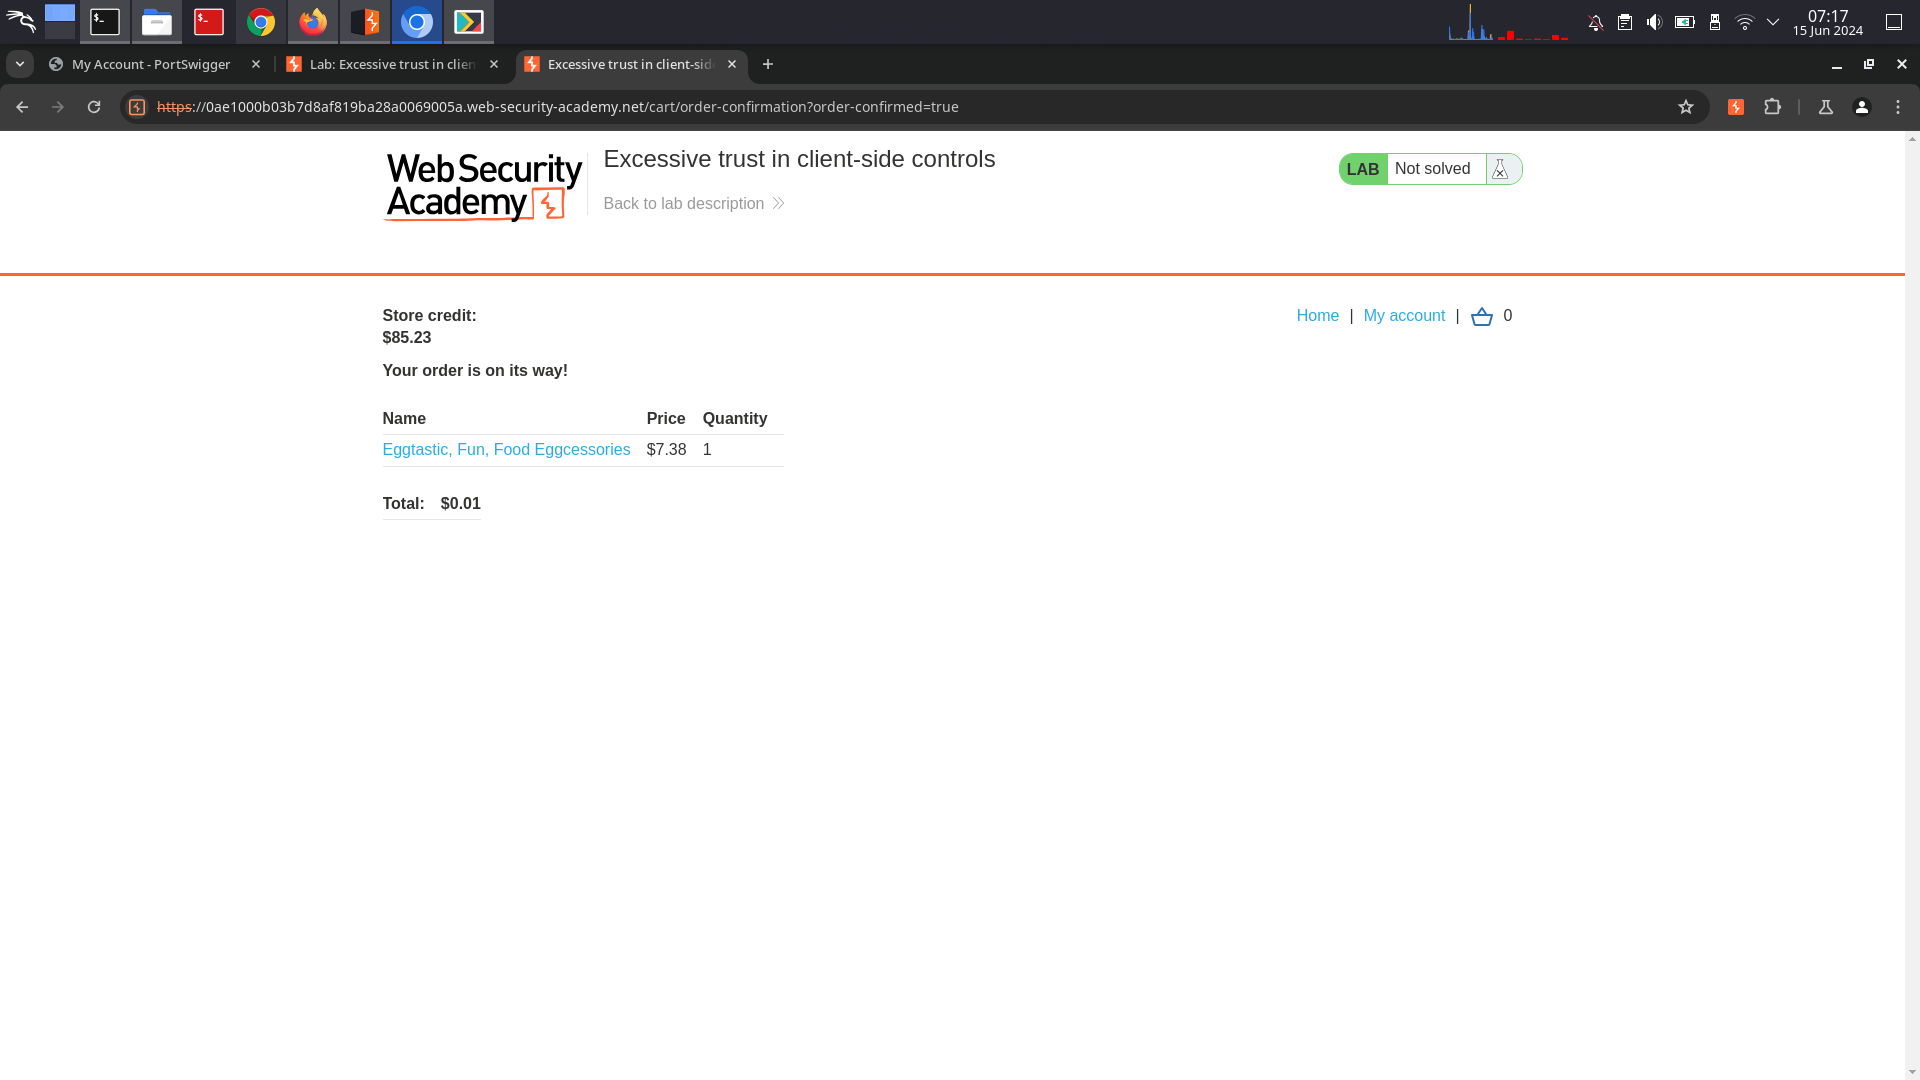 07:17
15 Jun 2024
My Account - PortSwigger
Lab: Excessive trust in clien
Excessive trust in client-sid
https://0ae1000b03b7d8af819ba28a0069005a.web-security-academy.net/cart/order-confirmation?order-confirmed=true
Web Security
Academy
Excessive trust in client-side controls
Back to lab description
LAB Not solved
Store credit:
$85.23
Home | My account | 0
Your order is on its way!
Name Price Quantity
Eggtastic, Fun, Food Eggcessories $7.38 1
Total: $0.01